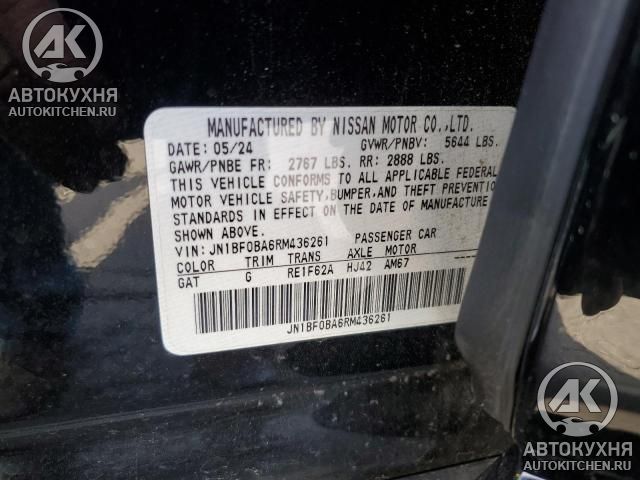 AK
АВТОКУХНЯ
AUTOKITCHEN.RU
MANUFACTURED BY NISSAN MOTOR CO.,LTD.
DATE: 05/24 GVWR/PNBV: 5644 LBS.
GAWR/PNBE FR: 2767 LBS. RR: 2888 LBS.
THIS VEHICLE CONFORMS TO ALL APPLICABLE FEDERAL
MOTOR VEHICLE SAFETY, BUMPER, AND THEFT PREVENTION
STANDARDS IN EFFECT ON THE DATE OF MANUFACTURE
SHOWN ABOVE.
VIN: JN1BF0BA6RM436261 PASSENGER CAR
COLOR TRIM TRANS AXLE MOTOR
GAT G RE1F62A HJ42 AM67
JN1BF0BA6RM436261
AK
АВТОКУХНЯ
AUTOKITCHEN.RU